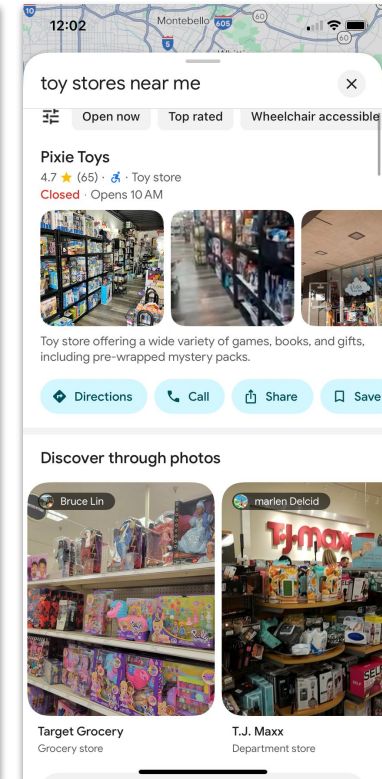 10
12:02
Montebello
605
60
5
60
toy stores near me
Open now
Top rated
Wheelchair accessible
Pixie Toys
4.7 ★ (65) · Toy store
Closed · Opens 10 AM
Toy store offering a wide variety of games, books, and gifts,
including pre-wrapped mystery packs.
Directions
Call
Share
Save
Discover through photos
Bruce Lin
marlen Delcid
T.J.maxx
Target Grocery
Grocery store
T.J. Maxx
Department store